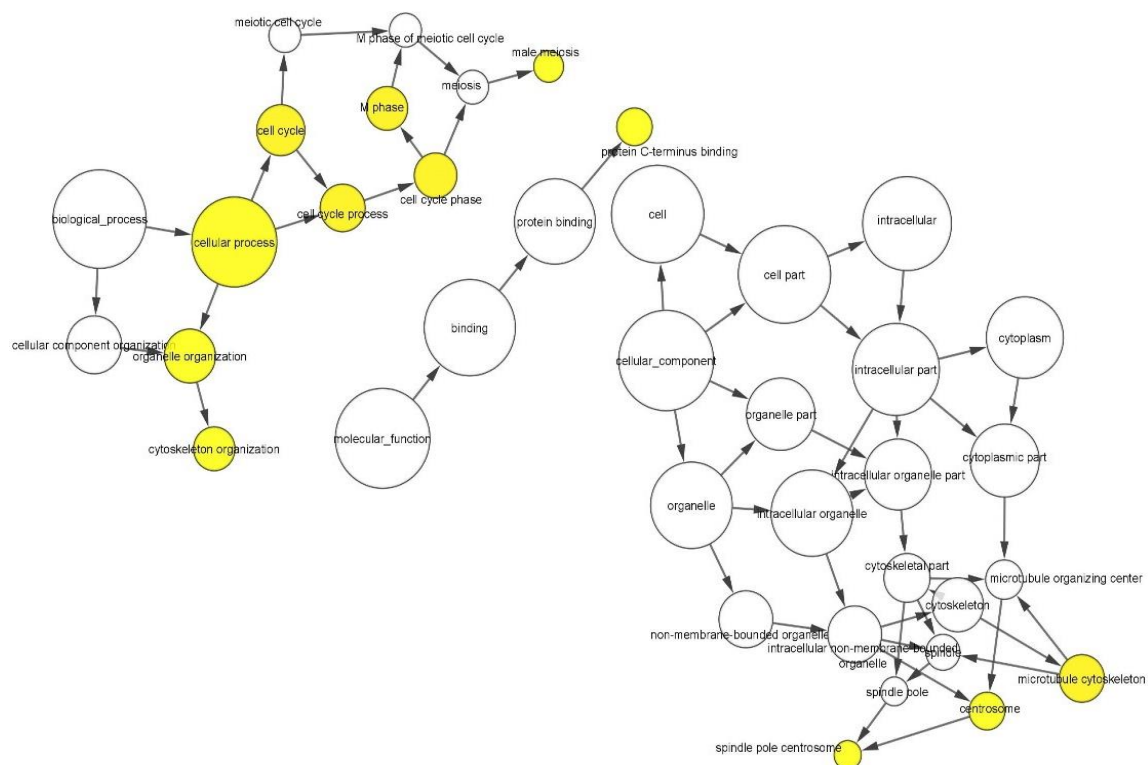 meiotic cell cycle
M phase of meiotic cell cycle
male meiosis
meiosis
M phase
cell cycle
protein C-terminus binding
cell cycle phase
cell cycle process
biological_process
cellular process
protein binding
cell
intracellular
cell part
binding
cellular component organization
organelle organization
cytoplasm
cellular_component
intracellular part
organelle part
molecular_function
cytoskeleton organization
cytoplasmic part
intracellular organelle part
organelle
intracellular organelle
cytoskeletal part
microtubule organizing center
cytoskeleton
non-membrane-bounded organelle
intracellular non-membrane-bounded
organelle
spindle
microtubule cytoskeleton
spindle pole
centrosome
spindle pole centrosome